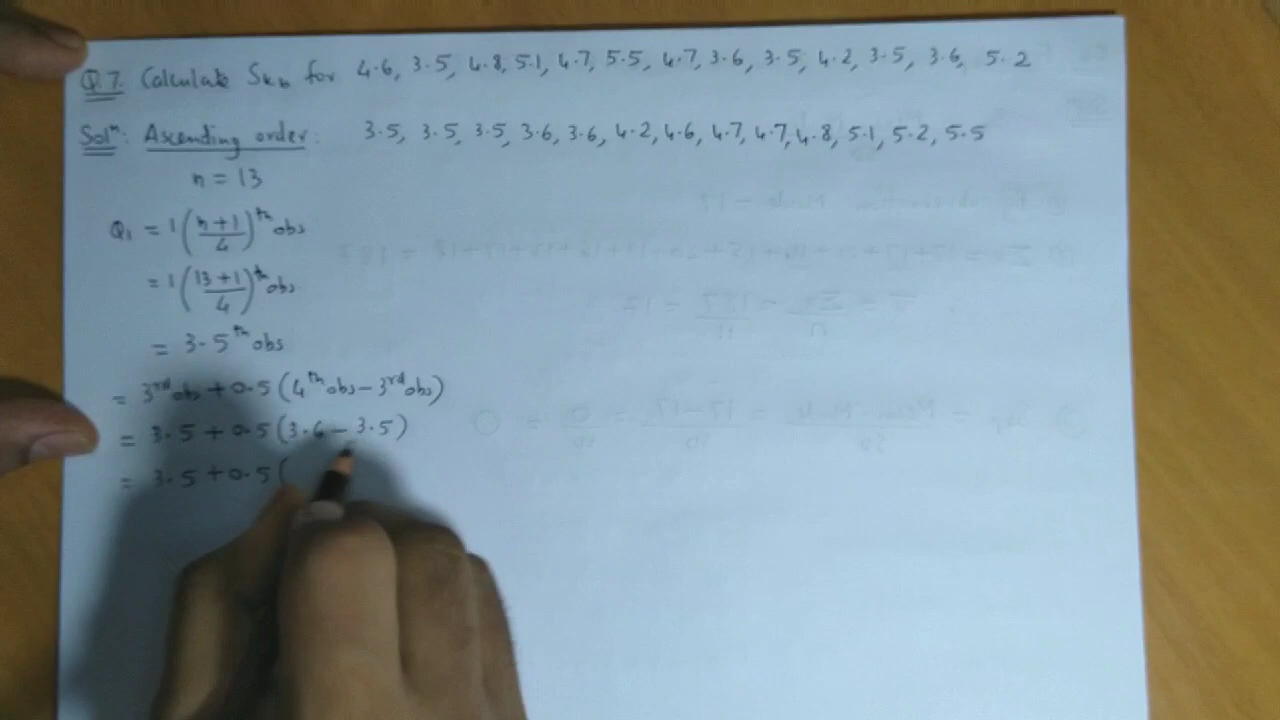 Q.7. Calculate Skb for 4.6, 3.5, 4.8, 5.1, 4.7, 5.5, 4.7, 3.6, 3.5, 4.2, 3.5, 3.6, 5.2
Solⁿ: Ascending order: 3.5, 3.5, 3.5, 3.6, 3.6, 4.2, 4.6, 4.7, 4.7, 4.8, 5.1, 5.2, 5.5
n = 13
Q₁ = 1((n+1)/4)ᵗʰ obs
= 1((13+1)/4)ᵗʰ obs
= 3.5ᵗʰ obs
= 3ʳᵈ obs + 0.5 (4ᵗʰ obs - 3ʳᵈ obs)
= 3.5 + 0.5 (3.6 - 3.5)
= 3.5 + 0.5 (